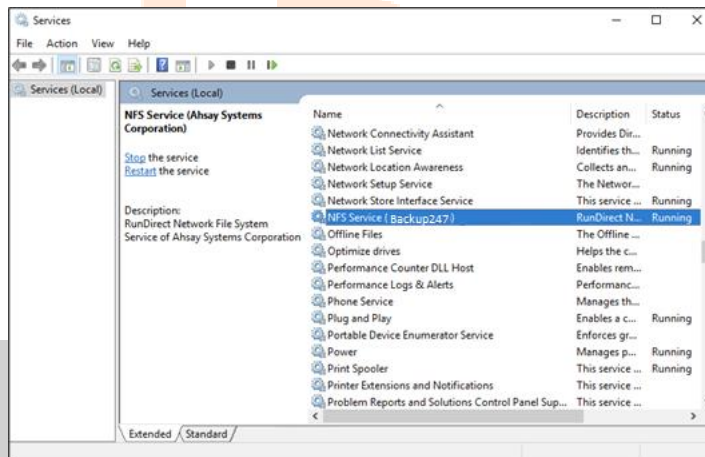 Services
File Action View Help
Services (Local)
Services (Local)
NFS Service (Ahsay Systems
Corporation)
Stop the service
Restart the service
Description:
RunDirect Network File System
Service of Ahsay Systems Corporation
Name Description Status
Network Connectivity Assistant Provides Dir...
Network List Service Identifies th... Running
Network Location Awareness Collects an... Running
Network Setup Service The Networ...
Network Store Interface Service This service ... Running
NFS Service ( Backup247 ) RunDirect N... Running
Offline Files The Offline ...
Optimize drives Helps the c...
Performance Counter DLL Host Enables rem...
Performance Logs & Alerts Performanc...
Phone Service Manages th...
Plug and Play Enables a c... Running
Portable Device Enumerator Service Enforces gr...
Power Manages p... Running
Print Spooler This service ... Running
Printer Extensions and Notifications This service ...
Problem Reports and Solutions Control Panel Sup... This service ...
Extended Standard